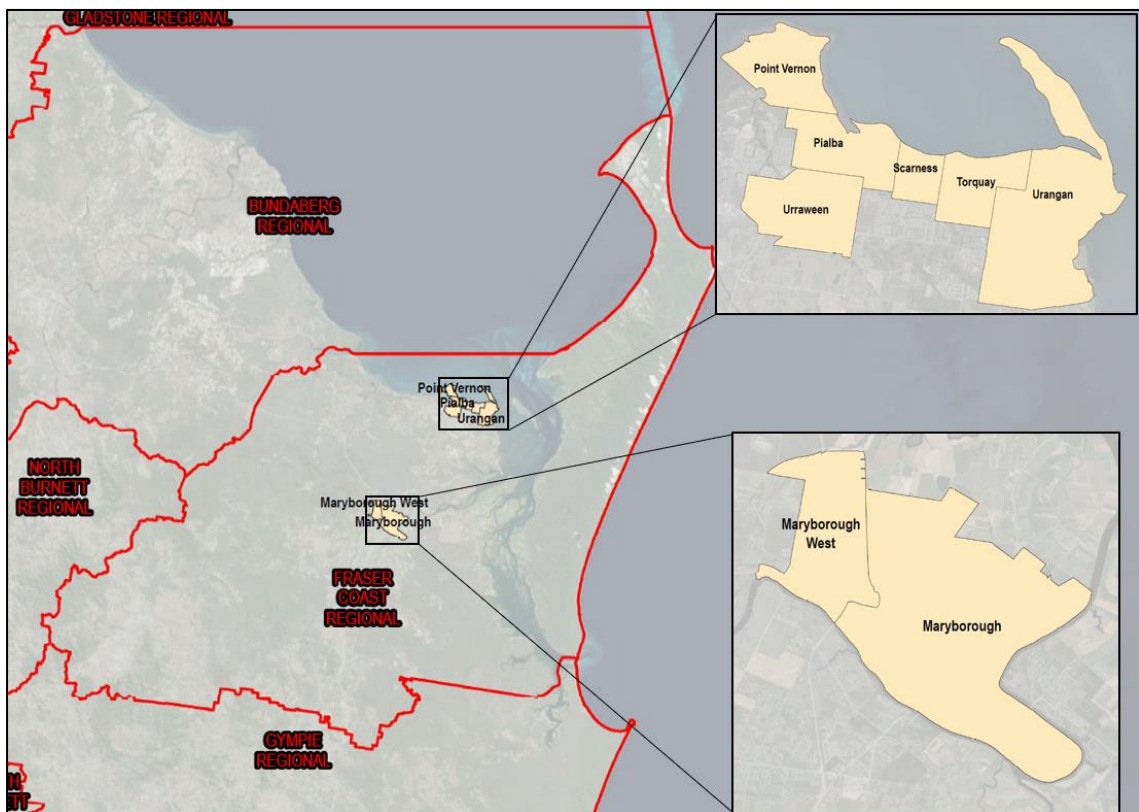 GLADSTONE REGIONAL
BUNDABERG
REGIONAL
NORTH
BURNETT
REGIONAL
FRASER
COAST
REGIONAL
GYMPIE
REGIONAL
Point Vernon
Pialba
Urangan
Maryborough West
Maryborough
Point Vernon
Pialba
Scarness
Torquay
Urangan
Urraween
Maryborough
West
Maryborough